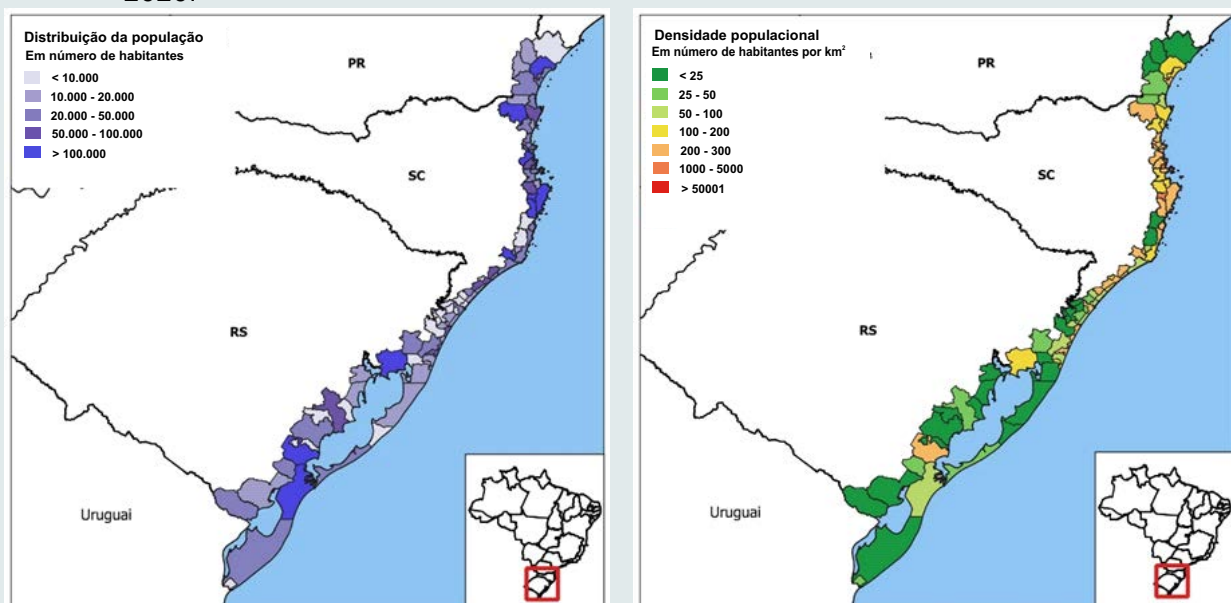 2020.
Distribuição da população
Em número de habitantes
< 10.000
10.000 - 20.000
20.000 - 50.000
50.000 - 100.000
> 100.000
PR
SC
RS
Uruguai
Densidade populacional
Em número de habitantes por km²
< 25
25 - 50
50 - 100
100 - 200
200 - 300
1000 - 5000
> 50001
PR
SC
RS
Uruguai